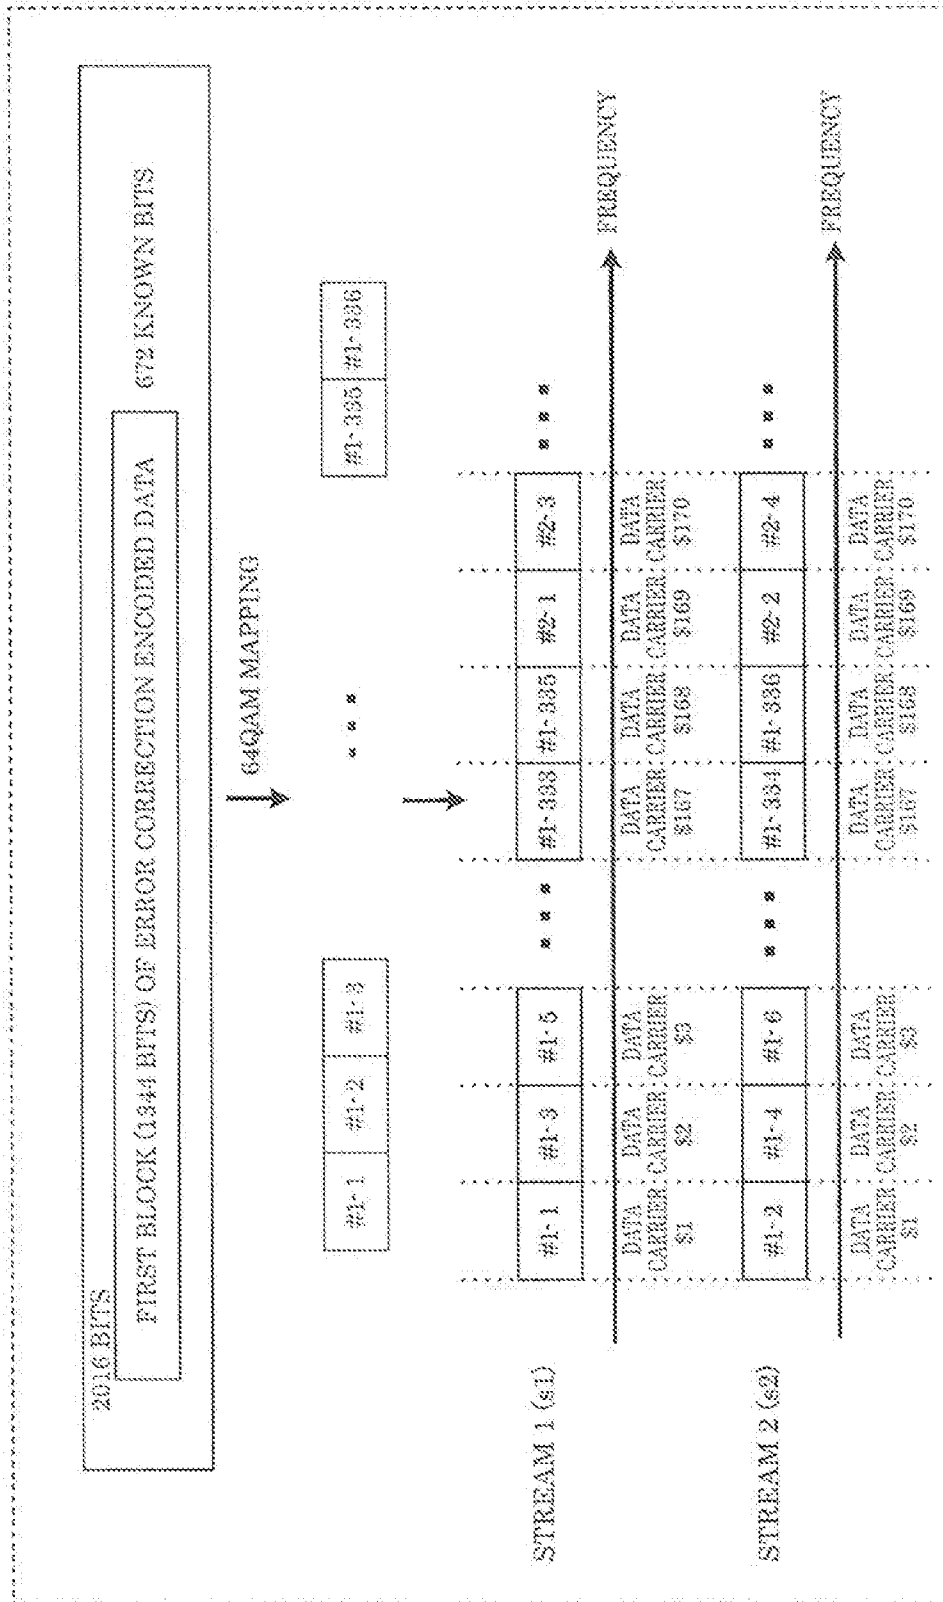 2016 BITS
FIRST BLOCK (1344 BITS) OF ERROR CORRECTION ENCODED DATA
672 KNOWN BITS
64QAM MAPPING
#1-1 #1-2 #1-3 ... #1-335 #1-336
STREAM 1 (s1)
#1-1 #1-3 #1-5 ... #1-333 #1-335 #2-1 #2-3 ...
FREQUENCY
DATA CARRIER $1
DATA CARRIER $2
DATA CARRIER $3
DATA CARRIER $167
DATA CARRIER $168
DATA CARRIER $169
DATA CARRIER $170
STREAM 2 (s2)
#1-2 #1-4 #1-6 ... #1-334 #1-336 #2-2 #2-4 ...
FREQUENCY
DATA CARRIER $1
DATA CARRIER $2
DATA CARRIER $3
DATA CARRIER $167
DATA CARRIER $168
DATA CARRIER $169
DATA CARRIER $170